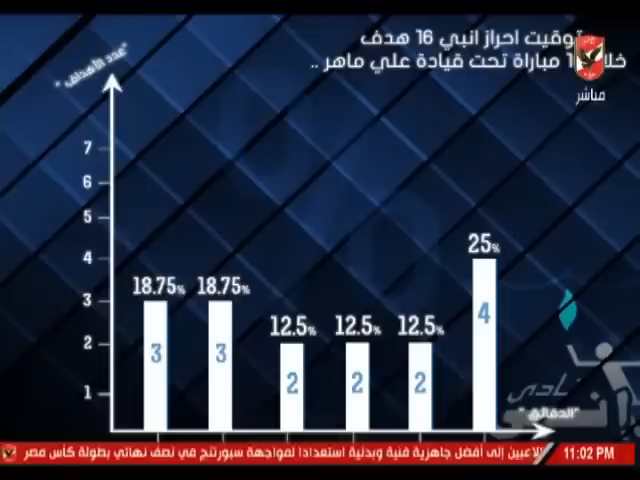 توقيت احراز انبي 16 هدف
مباراة تحت قيادة علي ماهر ..
مباشر
"عدد الأهداف"
7
6
5
4
3
2
1
18.75%
18.75%
12.5%
12.5%
12.5%
25%
3
3
2
2
2
4
"الدقائق"
نادي
إنبي
اللاعبين إلى أفضل جاهزية فنية وبدنية استعدادا لمواجهة سبورتنج في نصف نهائي بطولة كأس مصر
11:02 PM